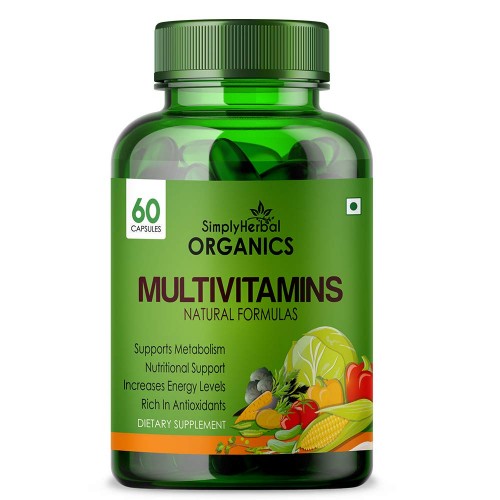 60
CAPSULES
SimplyHerbal
ORGANICS
MULTIVITAMINS
NATURAL FORMULAS
Supports Metabolism
Nutritional Support
Increases Energy Levels
Rich In Antioxidants
DIETARY SUPPLEMENT